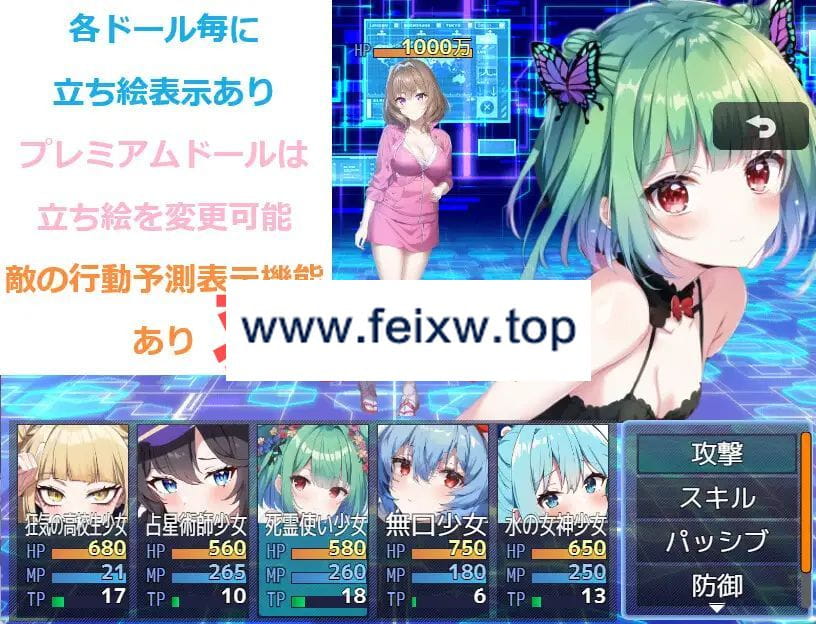 各ドール毎に
立ち絵表示あり
プレミアムドールは
立ち絵を変更可能
敵の行動予測表示機能
あり
HP 1000万
www.feixw.top
狂気の高校生少女
HP 680
MP 21
TP 17
占星術師少女
HP 560
MP 265
TP 10
死霊使い少女
HP 580
MP 260
TP 18
無口少女
HP 750
MP 180
TP 6
水の女神少女
HP 650
MP 250
TP 13
攻撃
スキル
パッシブ
防御